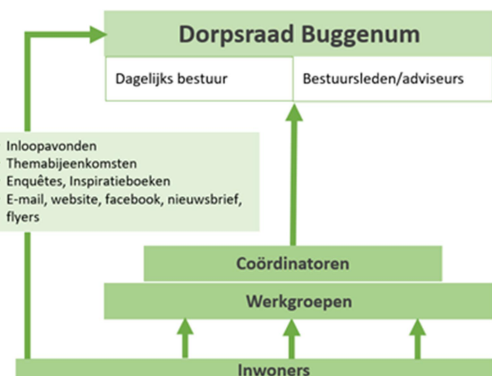 Dorpsraad Buggenum
Dagelijks bestuur
Bestuursleden/adviseurs
Inloopavonden
Themabijeenkomsten
Enquêtes, Inspiratieboeken
E-mail, website, facebook, nieuwsbrief,
flyers
Coördinatoren
Werkgroepen
Inwoners